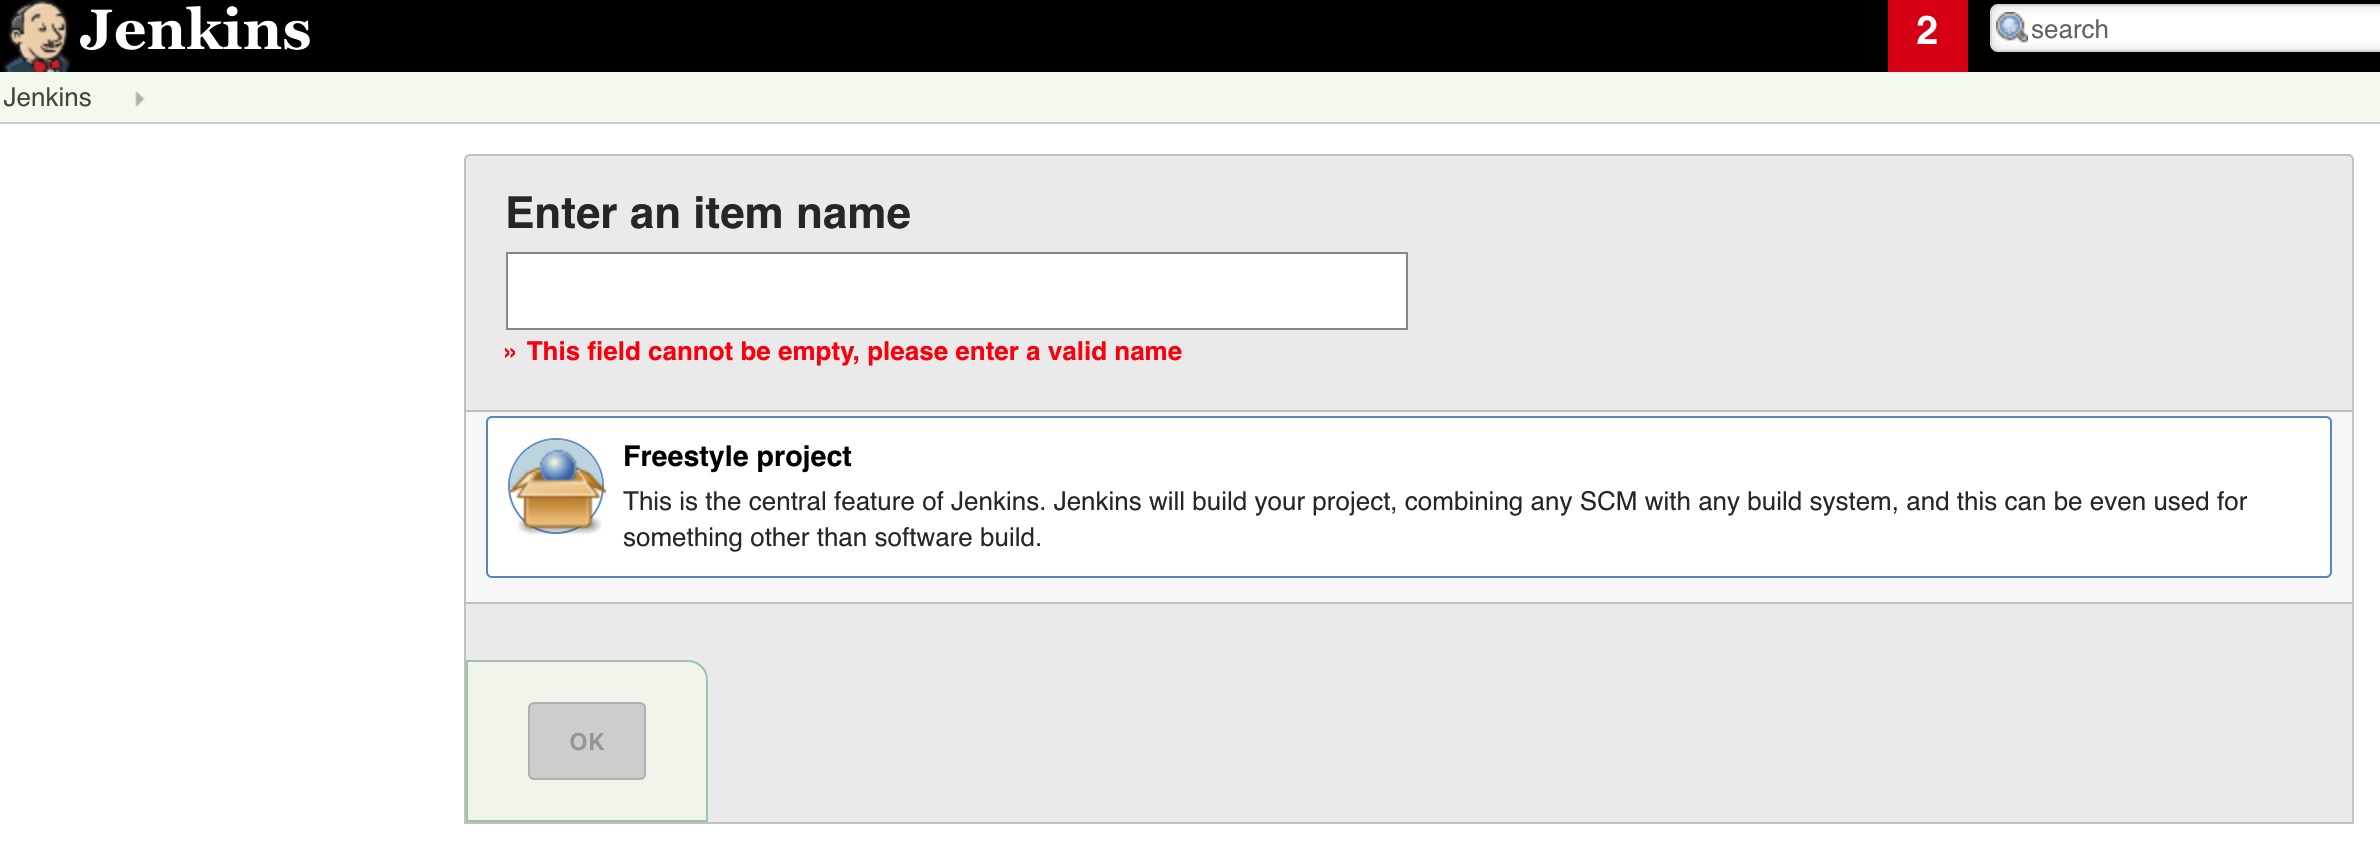 Jenkins
2
search
Jenkins
Enter an item name
» This field cannot be empty, please enter a valid name
Freestyle project
This is the central feature of Jenkins. Jenkins will build your project, combining any SCM with any build system, and this can be even used for
something other than software build.
OK